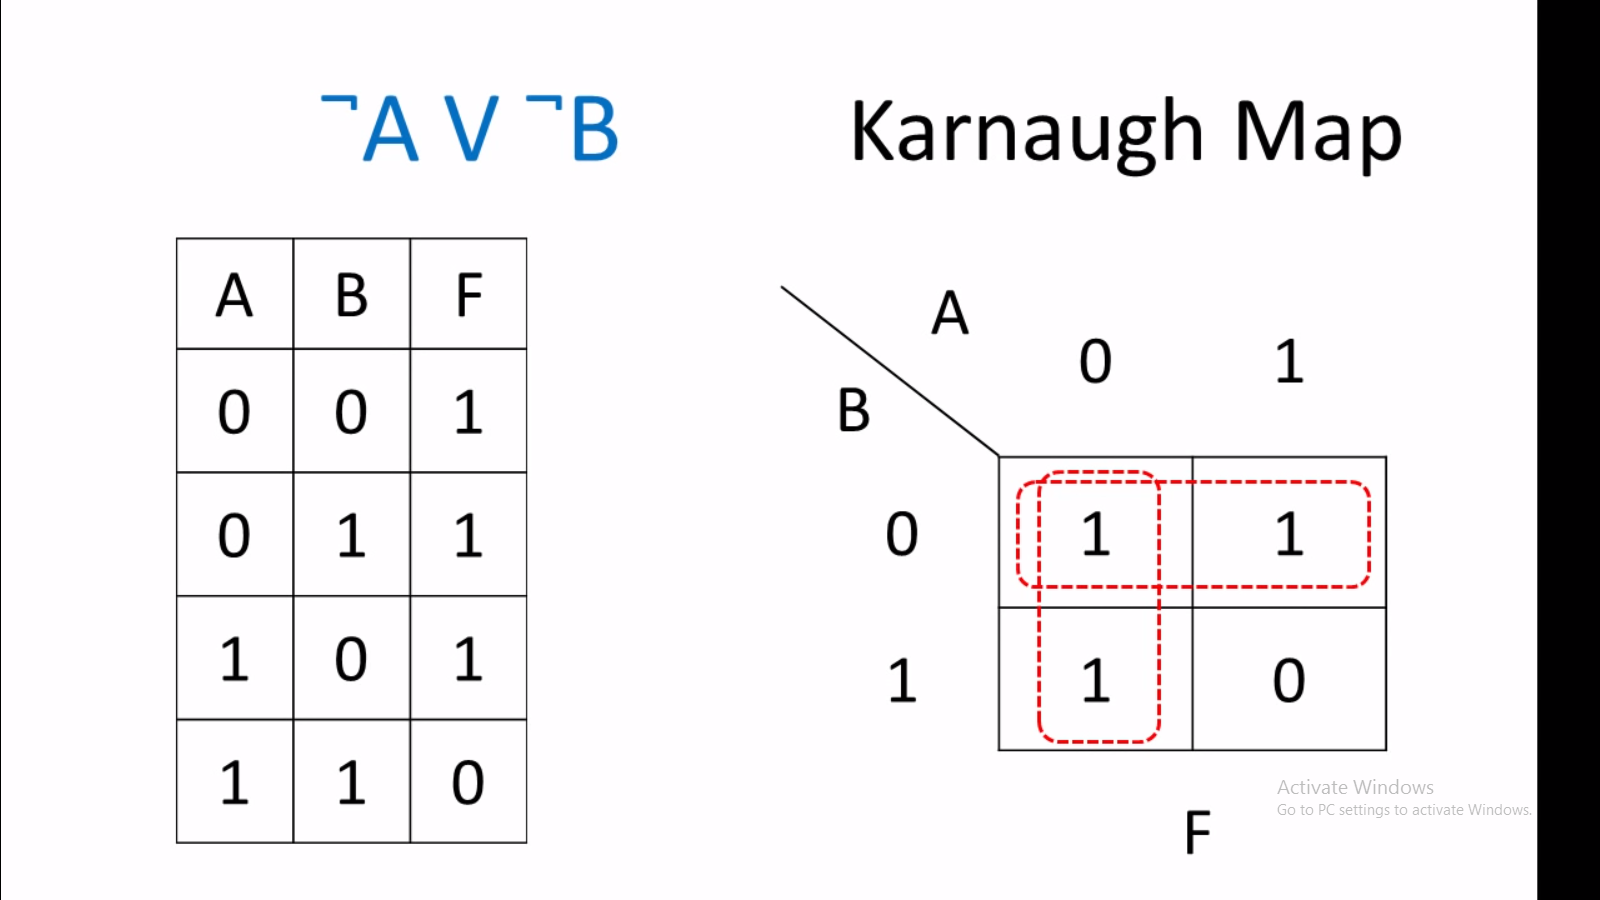 ¬A V ¬B
Karnaugh Map
A B F
0 0 1
0 1 1
1 0 1
1 1 0
A
B
0 1
0 1 1
1 1 0
F
Activate Windows
Go to PC settings to activate Windows.